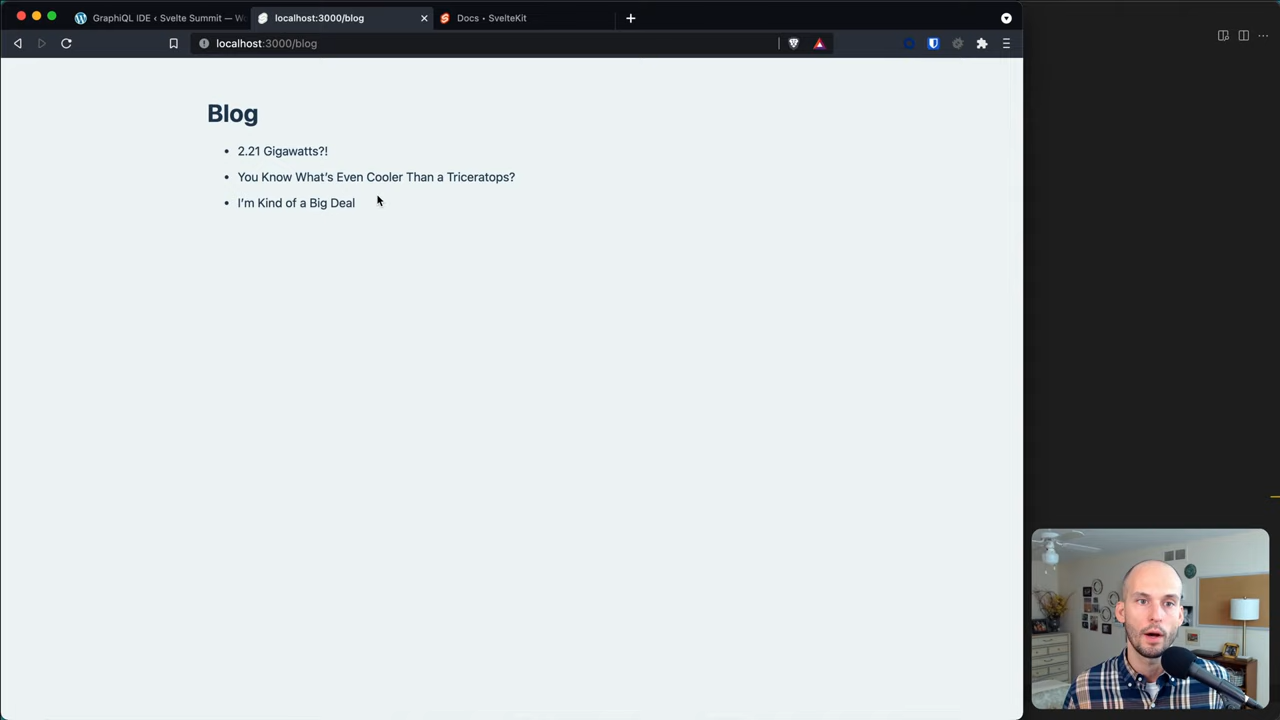 GraphiQL IDE ‹ Svelte Summit — W
localhost:3000/blog
Docs • SvelteKit
localhost:3000/blog
Blog
2.21 Gigawatts?!
You Know What’s Even Cooler Than a Triceratops?
I’m Kind of a Big Deal